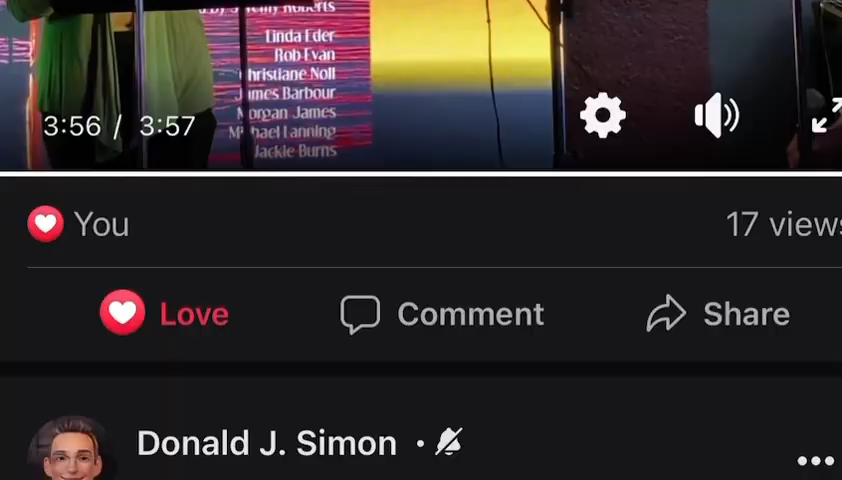 Linda Eder
Rob Evan
hristiane Noll
James Barbour
Morgan James
Michael Lanning
Jackie Burns
3:56 / 3:57
You
17 views
Love
Comment
Share
Donald J. Simon